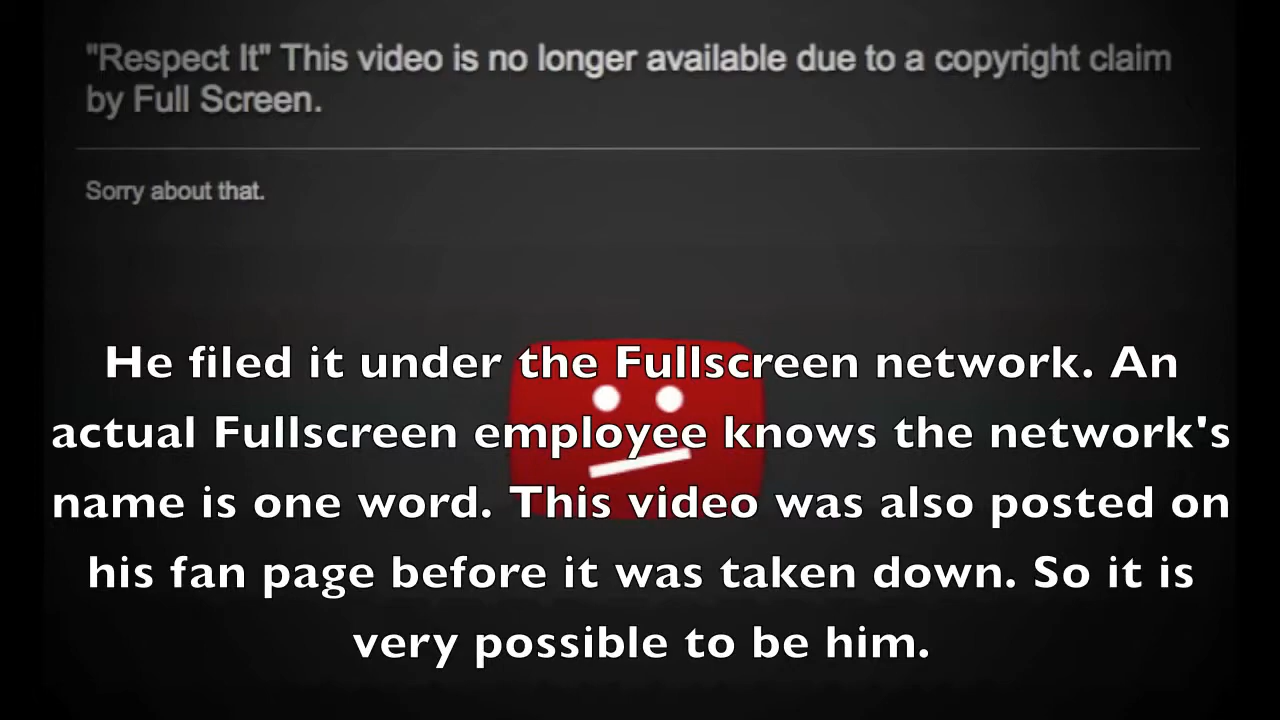 "Respect It" This video is no longer available due to a copyright claim
by Full Screen.
Sorry about that.
He filed it under the Fullscreen network. An
actual Fullscreen employee knows the network's
name is one word. This video was also posted on
his fan page before it was taken down. So it is
very possible to be him.